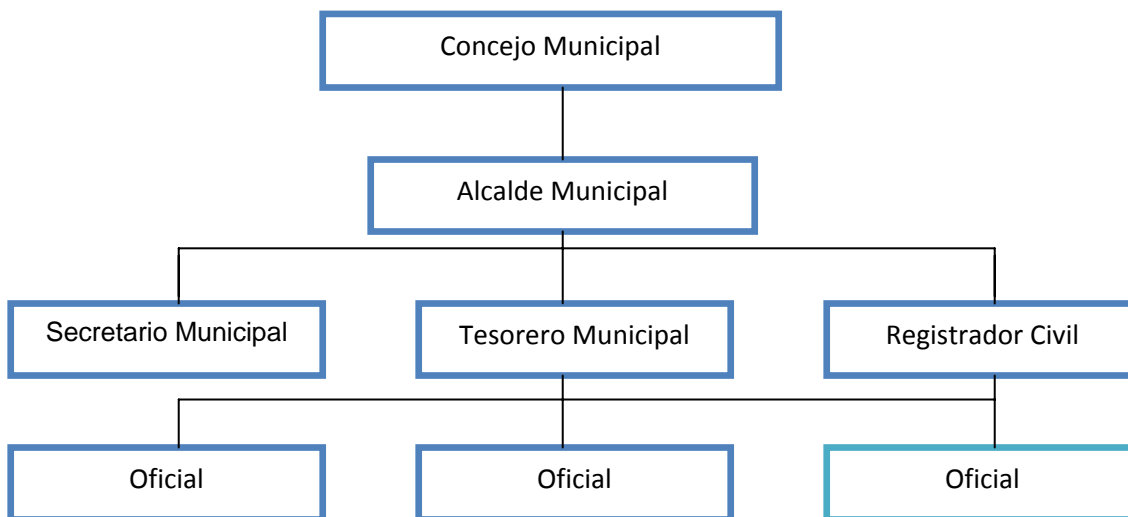 Concejo Municipal
Alcalde Municipal
Secretario Municipal
Tesorero Municipal
Registrador Civil
Oficial
Oficial
Oficial